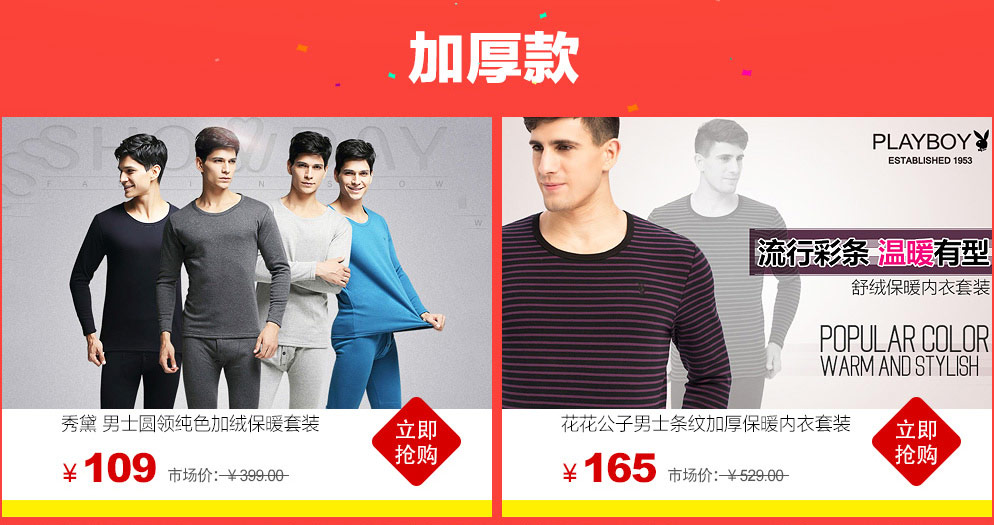 加厚款
SHOWDAY
PLAYBOY
ESTABLISHED 1953
流行彩条 温暖有型
舒绒保暖内衣套装
POPULAR COLOR
WARM AND STYLISH
秀黛 男士圆领纯色加绒保暖套装
¥ 109 市场价: ¥399.00
立即
抢购
花花公子男士条纹加厚保暖内衣套装
¥ 165 市场价: ¥529.00
立即
抢购